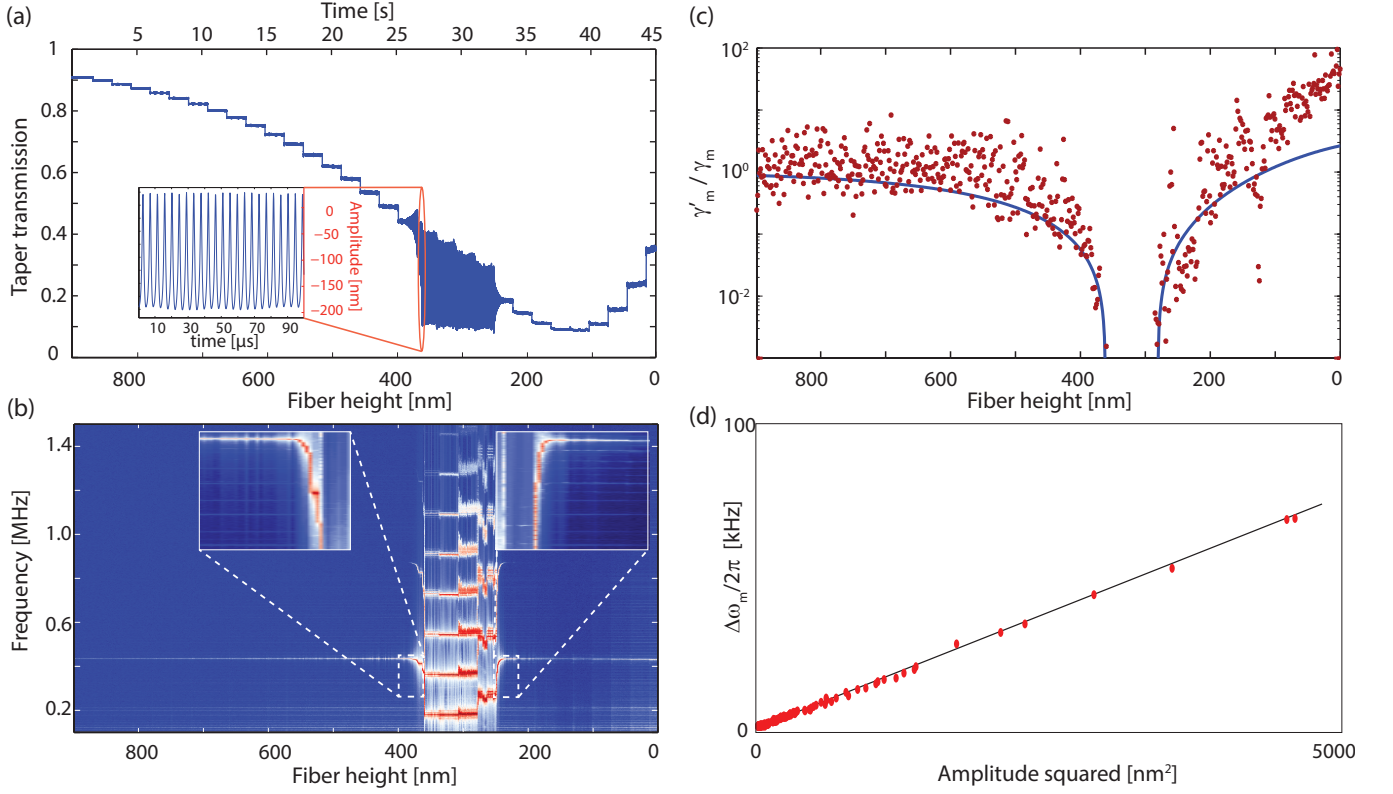 (a)
Time [s]
5 10 15 20 25 30 35 40 45
1
0.8
0.6
0.4
0.2
0
Taper transmission
0
−50
−100
−150
−200
Amplitude [nm]
10 30 50 70 90
time [µs]
800 600 400 200 0
Fiber height [nm]
(b)
1.4
1.0
0.6
0.2
Frequency [MHz]
800 600 400 200 0
Fiber height [nm]
(c)
10²
10⁰
10⁻²
γ'ₘ / γₘ
800 600 400 200 0
Fiber height [nm]
(d)
100
0
Δωₘ/2π [kHz]
0 5000
Amplitude squared [nm²]